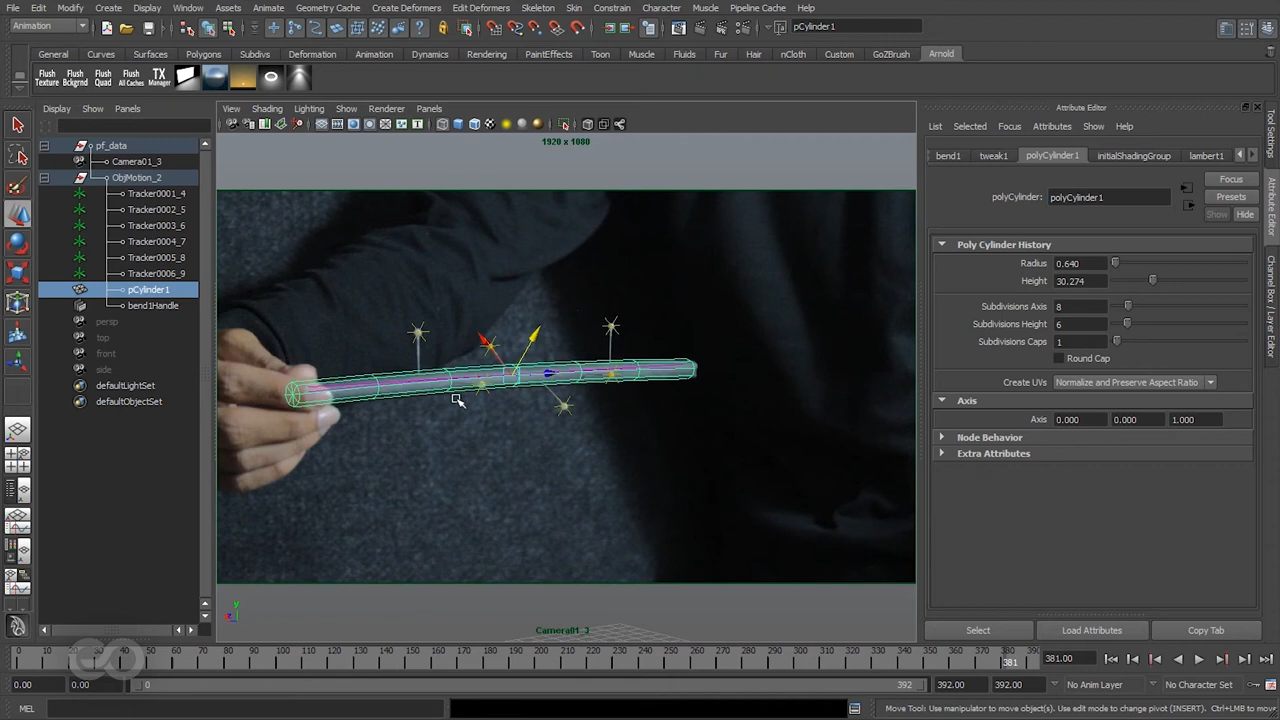 File Edit Modify Create Display Window Assets Animate Geometry Cache Create Deformers Edit Deformers Skeleton Skin Constrain Character Muscle Pipeline Cache Help
Animation
pCylinder1
General Curves Surfaces Polygons Subdivs Deformation Animation Dynamics Rendering PaintEffects Toon Muscle Fluids Fur Hair nCloth Custom GoZBrush Arnold
Flush Texture
Flush Bckgrnd
Flush Quad
Flush All Caches
TX Manager
Display Show Panels
View Shading Lighting Show Renderer Panels
Attribute Editor
List Selected Focus Attributes Show Help
1920 x 1080
pf_data
Camera01_3
ObjMotion_2
Tracker0001_4
Tracker0002_5
Tracker0003_6
Tracker0004_7
Tracker0005_8
Tracker0006_9
pCylinder1
bend1Handle
persp
top
front
side
defaultLightSet
defaultObjectSet
y
Camera01_3
bend1 tweak1 polyCylinder1 initialShadingGroup lambert1
polyCylinder: polyCylinder1
Focus
Presets
Show Hide
Poly Cylinder History
Radius 0.640
Height 30.274
Subdivisions Axis 8
Subdivisions Height 6
Subdivisions Caps 1
Round Cap
Create UVs Normalize and Preserve Aspect Ratio
Axis
Axis 0.000 0.000 1.000
Node Behavior
Extra Attributes
Select Load Attributes Copy Tab
Tool Settings
Attribute Editor
Channel Box / Layer Editor
0 10 20 30 40 50 60 70 80 90 100 110 120 130 140 150 160 170 180 190 200 210 220 230 240 250 260 270 280 290 300 310 320 330 340 350 360 370 380 390
381
381.00
0.00 0.00 0 392 392.00 392.00 No Anim Layer No Character Set
MEL
Move Tool: Use manipulator to move object(s). Use edit mode to change pivot (INSERT). Ctrl+LMB to move